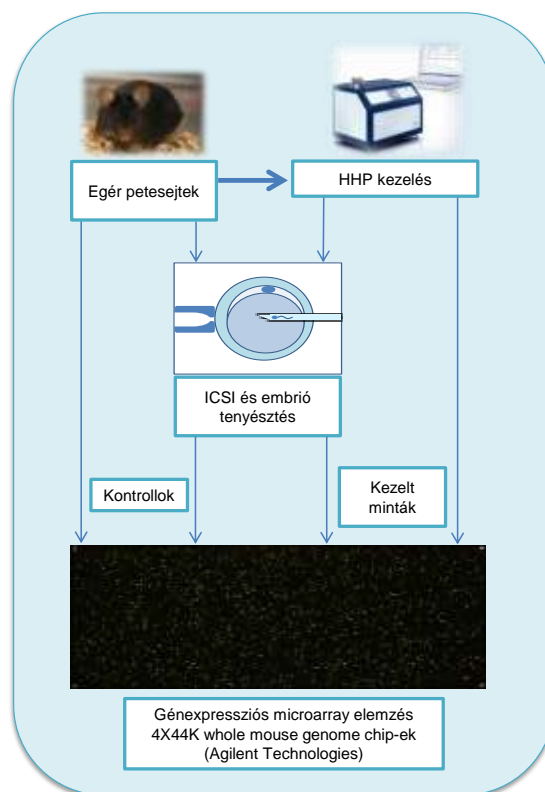 Egér petesejtek
HHP kezelés
ICSI és embrió
tenyésztés
Kontrollok
Kezelt
minták
Génexpressziós microarray elemzés
4X44K whole mouse genome chip-ek
(Agilent Technologies)